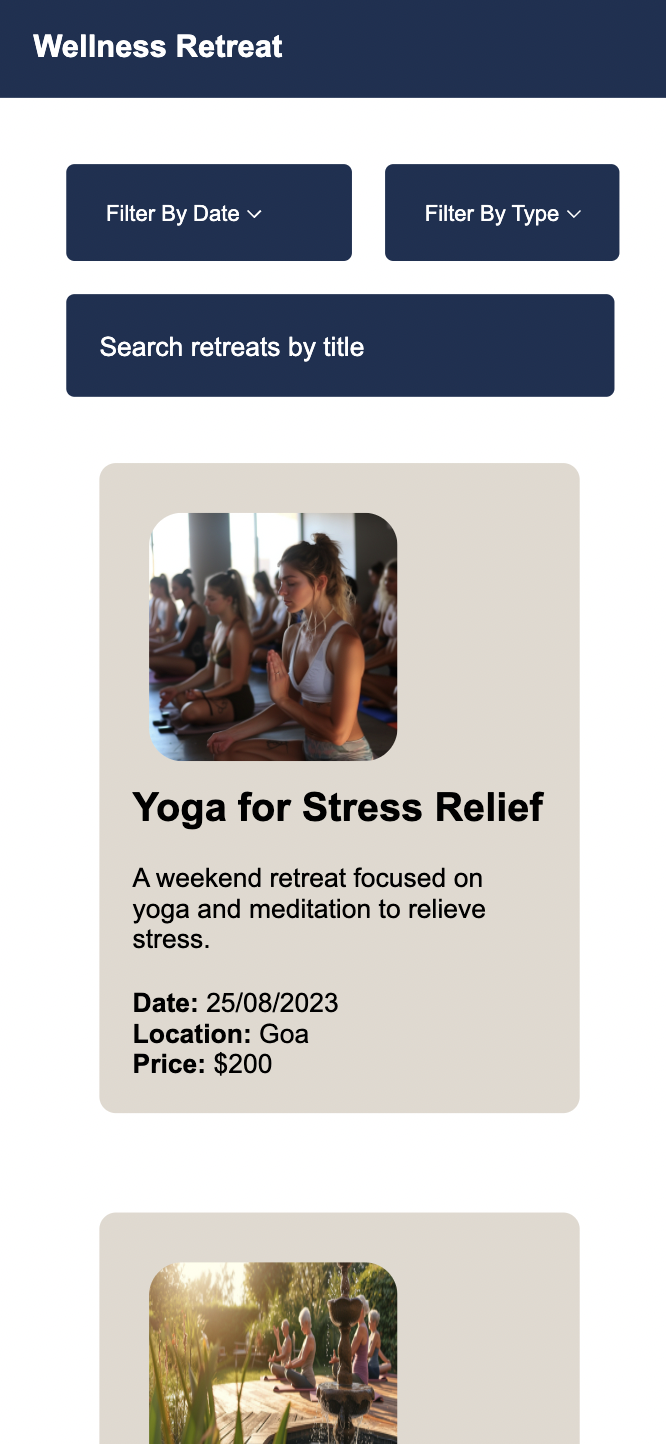 Wellness Retreat
Filter By Date
Filter By Type
Search retreats by title
Yoga for Stress Relief
A weekend retreat focused on
yoga and meditation to relieve
stress.
Date: 25/08/2023
Location: Goa
Price: $200